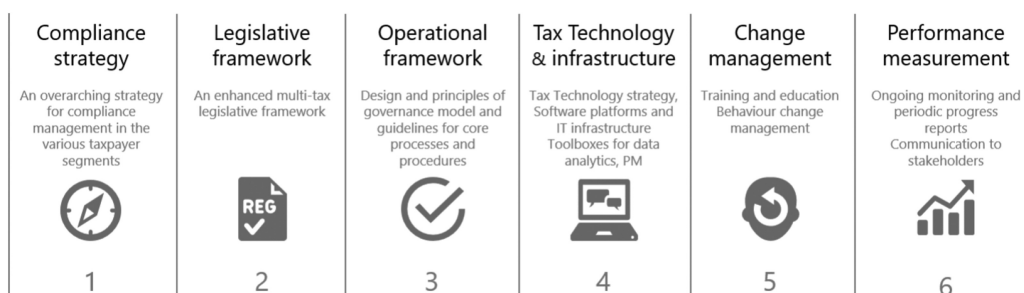 Compliance
strategy
An overarching strategy
for compliance
management in the
various taxpayer
segments
1
Legislative
framework
An enhanced multi-tax
legislative framework
REG
2
Operational
framework
Design and principles of
governance model and
guidelines for core
processes and
procedures
3
Tax Technology
& infrastructure
Tax Technology strategy,
Software platforms and
IT infrastructure
Toolboxes for data
analytics, PM
4
Change
management
Training and education
Behaviour change
management
5
Performance
measurement
Ongoing monitoring and
periodic progress
reports
Communication to
stakeholders
6